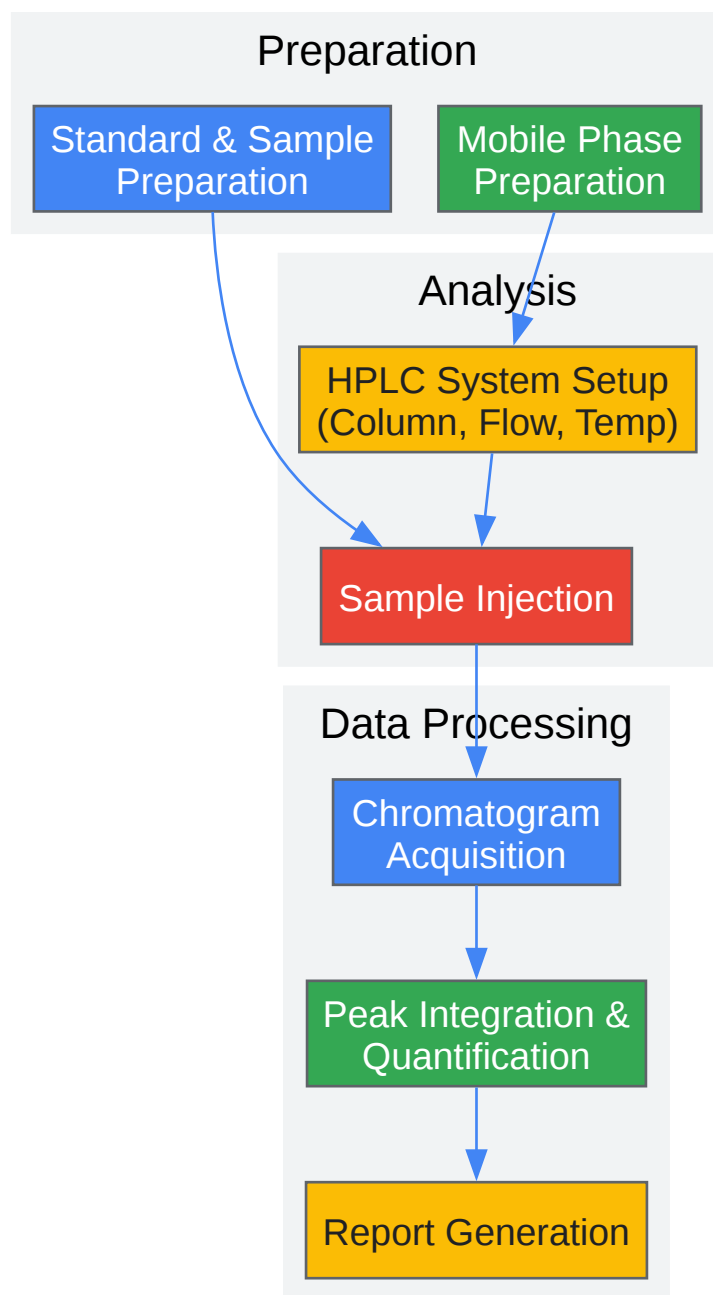 Preparation
Standard & Sample
Preparation
Mobile Phase
Preparation
Analysis
HPLC System Setup
(Column, Flow, Temp)
Sample Injection
Data Processing
Chromatogram
Acquisition
Peak Integration &
Quantification
Report Generation